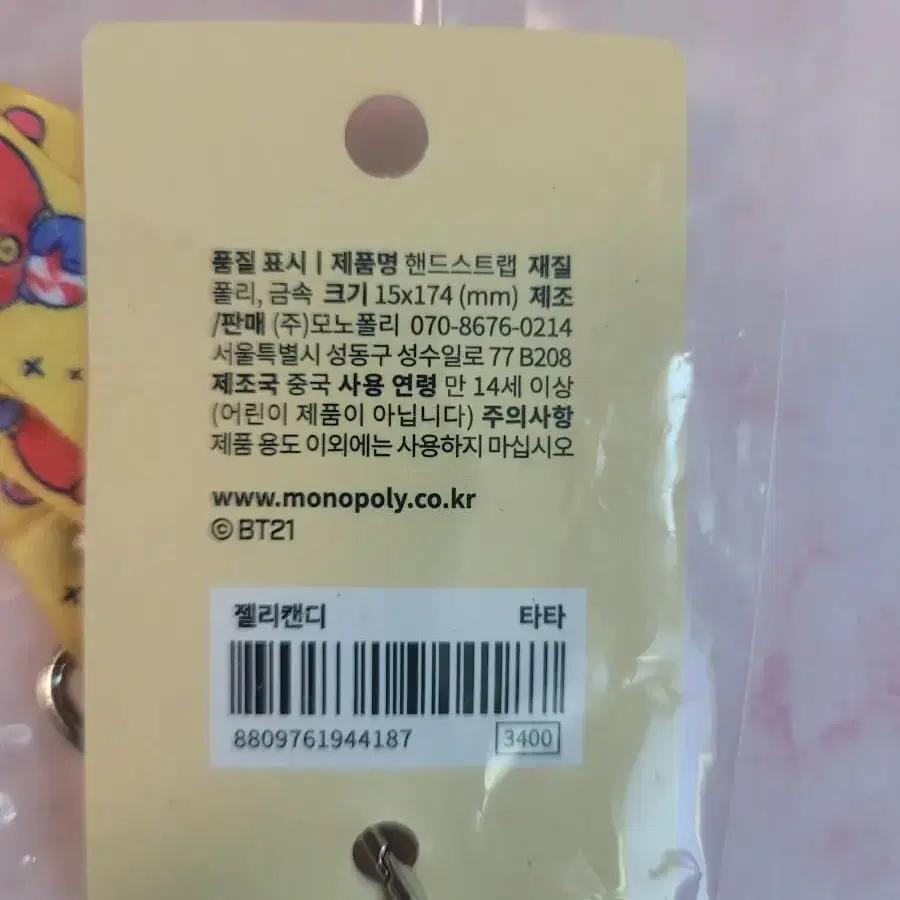 품질 표시 | 제품명 핸드스트랩 재질
폴리, 금속 크기 15x174 (mm) 제조
/판매 (주)모노폴리 070-8676-0214
서울특별시 성동구 성수일로 77 B208
제조국 중국 사용 연령 만 14세 이상
(어린이 제품이 아닙니다) 주의사항
제품 용도 이외에는 사용하지 마십시오
www.monopoly.co.kr
ⓒ BT21
젤리캔디 타타
8809761944187 3400